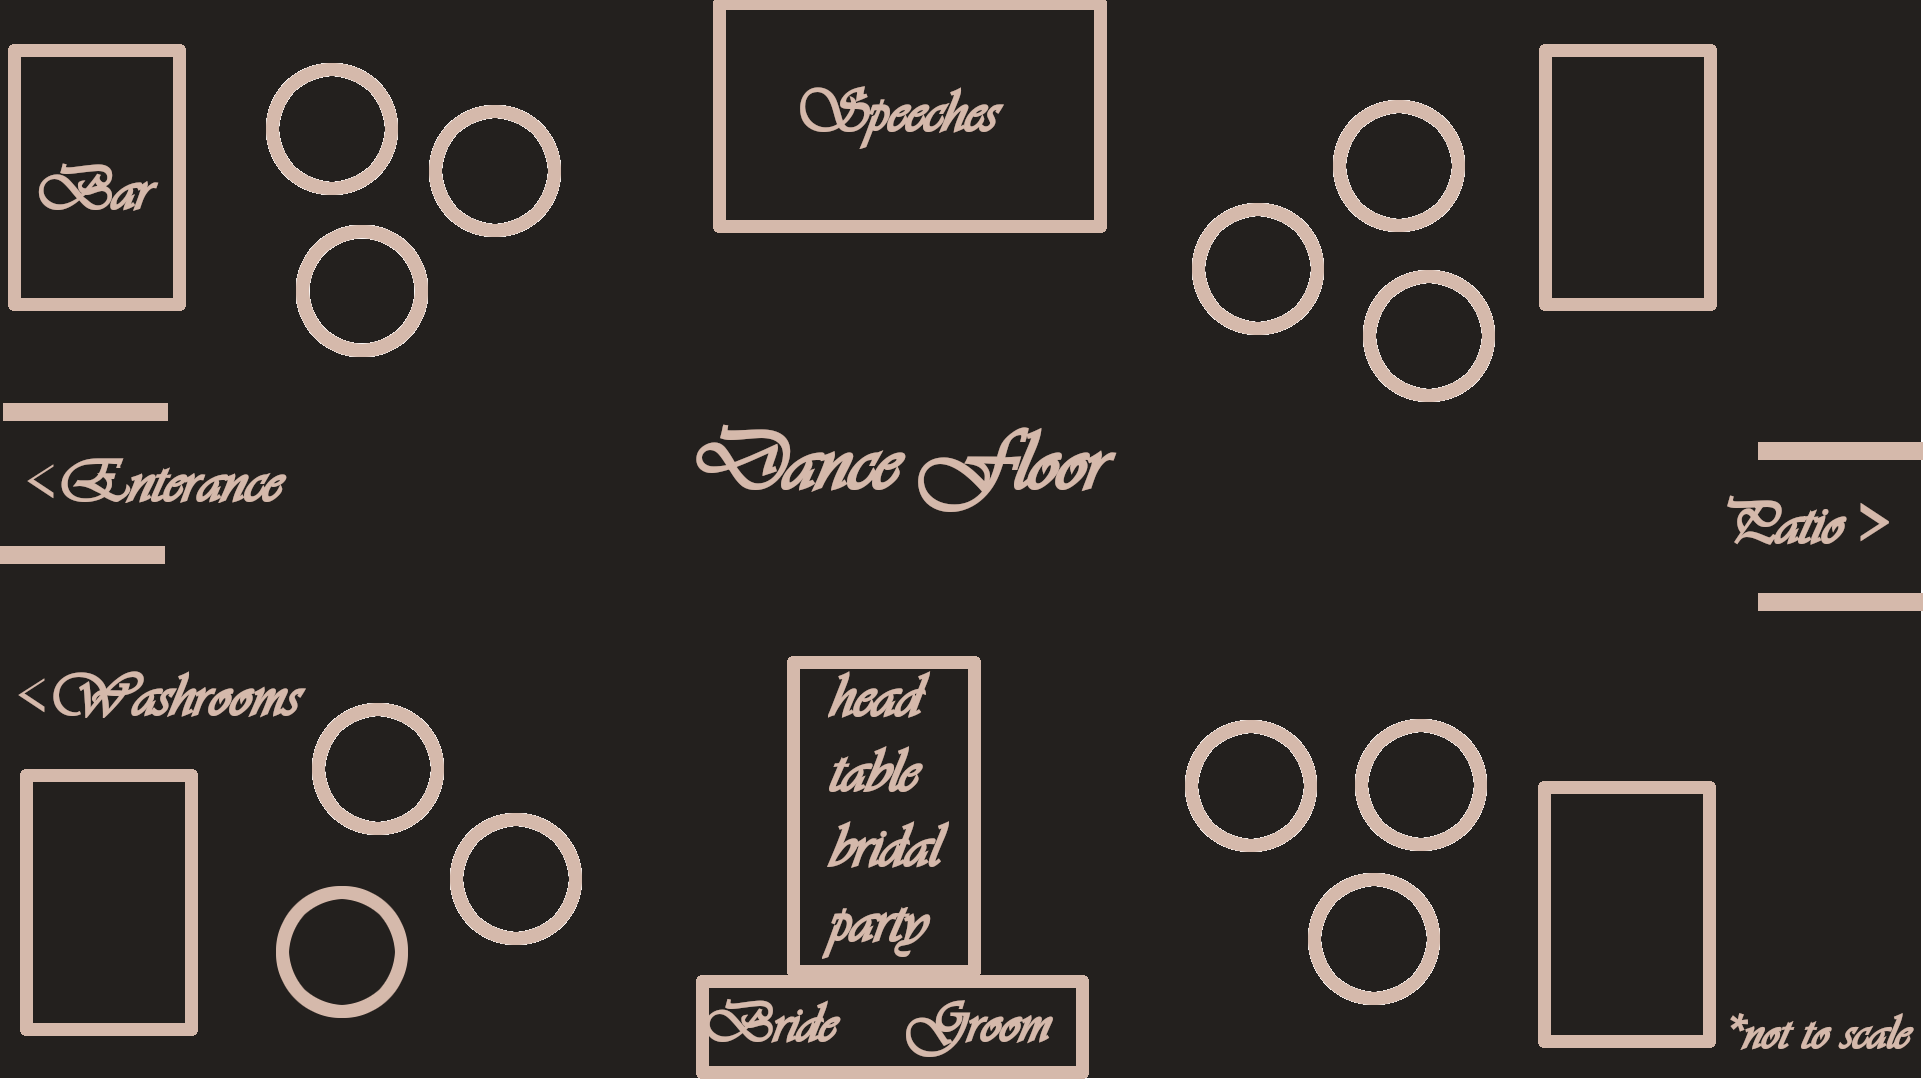 Speeches
Bar
Dance Floor
<Enterance
Patio >
<Washrooms
head
table
bridal
party
Bride Groom
*not to scale